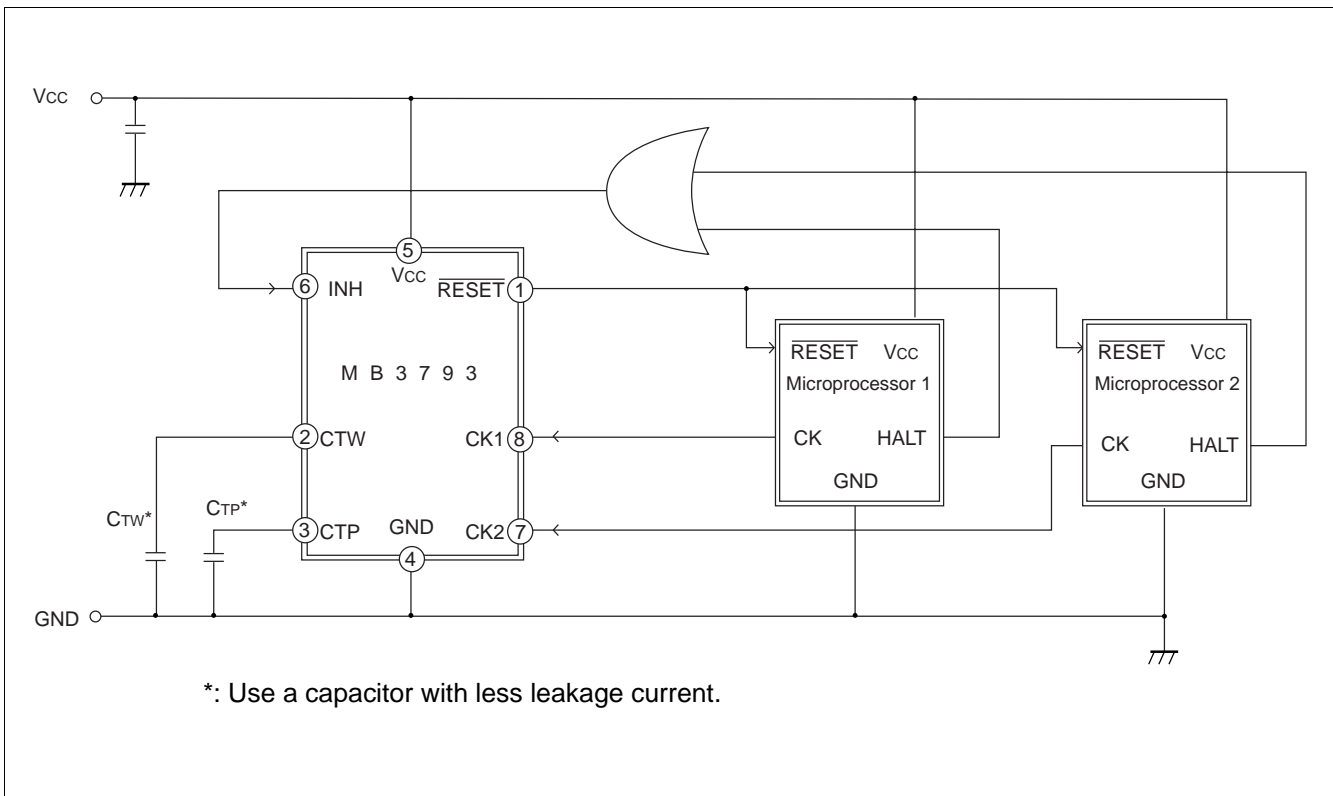 VCC
5
VCC
6 INH
RESET 1
M B 3 7 9 3
RESET VCC
Microprocessor 1
RESET VCC
Microprocessor 2
2 CTW
CK1 8
CK HALT
CK HALT
GND
GND
CTW*
CTP*
3 CTP
GND
CK2 7
4
GND
*: Use a capacitor with less leakage current.